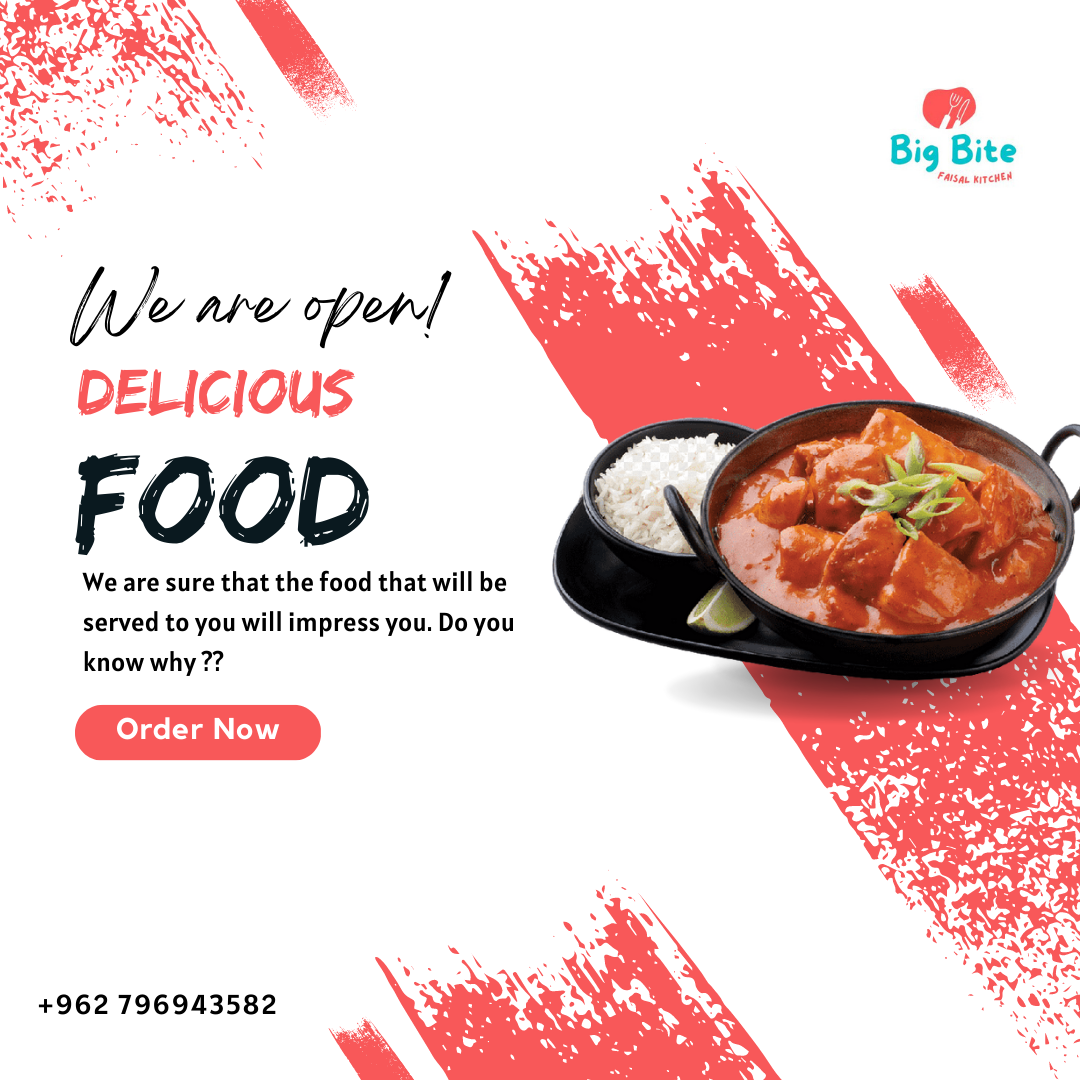 Big Bite
FAISAL KITCHEN
We are open!
DELICIOUS
FOOD
We are sure that the food that will be
served to you will impress you. Do you
know why ??
Order Now
+962 796943582